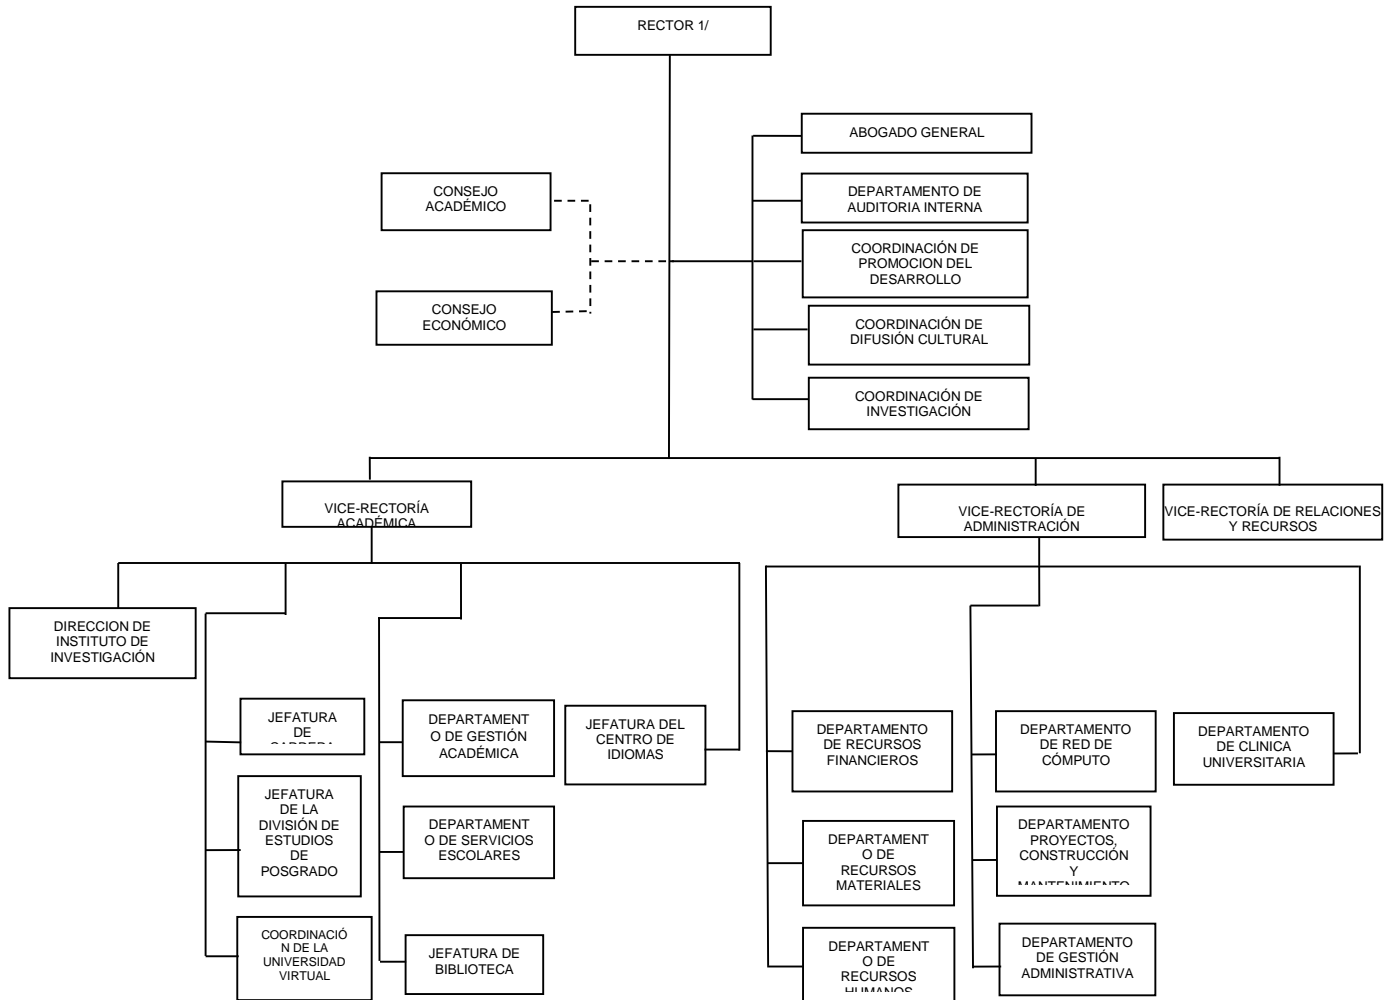 RECTOR 1/
ABOGADO GENERAL
CONSEJO
ACADÉMICO
DEPARTAMENTO DE
AUDITORIA INTERNA
COORDINACIÓN DE
PROMOCION DEL
DESARROLLO
CONSEJO
ECONÓMICO
COORDINACIÓN DE
DIFUSIÓN CULTURAL
COORDINACIÓN DE
INVESTIGACIÓN
VICE-RECTORÍA
ACADÉMICA
VICE-RECTORÍA DE
ADMINISTRACIÓN
VICE-RECTORÍA DE RELACIONES
Y RECURSOS
DIRECCION DE
INSTITUTO DE
INVESTIGACIÓN
JEFATURA
DE
CARRERA
DEPARTAMENT
O DE GESTIÓN
ACADÉMICA
JEFATURA DEL
CENTRO DE
IDIOMAS
DEPARTAMENTO
DE RECURSOS
FINANCIEROS
DEPARTAMENTO
DE RED DE
CÓMPUTO
DEPARTAMENTO
DE CLINICA
UNIVERSITARIA
JEFATURA
DE LA
DIVISIÓN DE
ESTUDIOS
DE
POSGRADO
DEPARTAMENT
O DE SERVICIOS
ESCOLARES
DEPARTAMENT
O DE
RECURSOS
MATERIALES
DEPARTAMENTO
PROYECTOS,
CONSTRUCCIÓN
Y
MANTENIMIENTO
COORDINACIÓ
N DE LA
UNIVERSIDAD
VIRTUAL
JEFATURA DE
BIBLIOTECA
DEPARTAMENT
O DE
RECURSOS
HUMANOS
DEPARTAMENTO
DE GESTIÓN
ADMINISTRATIVA